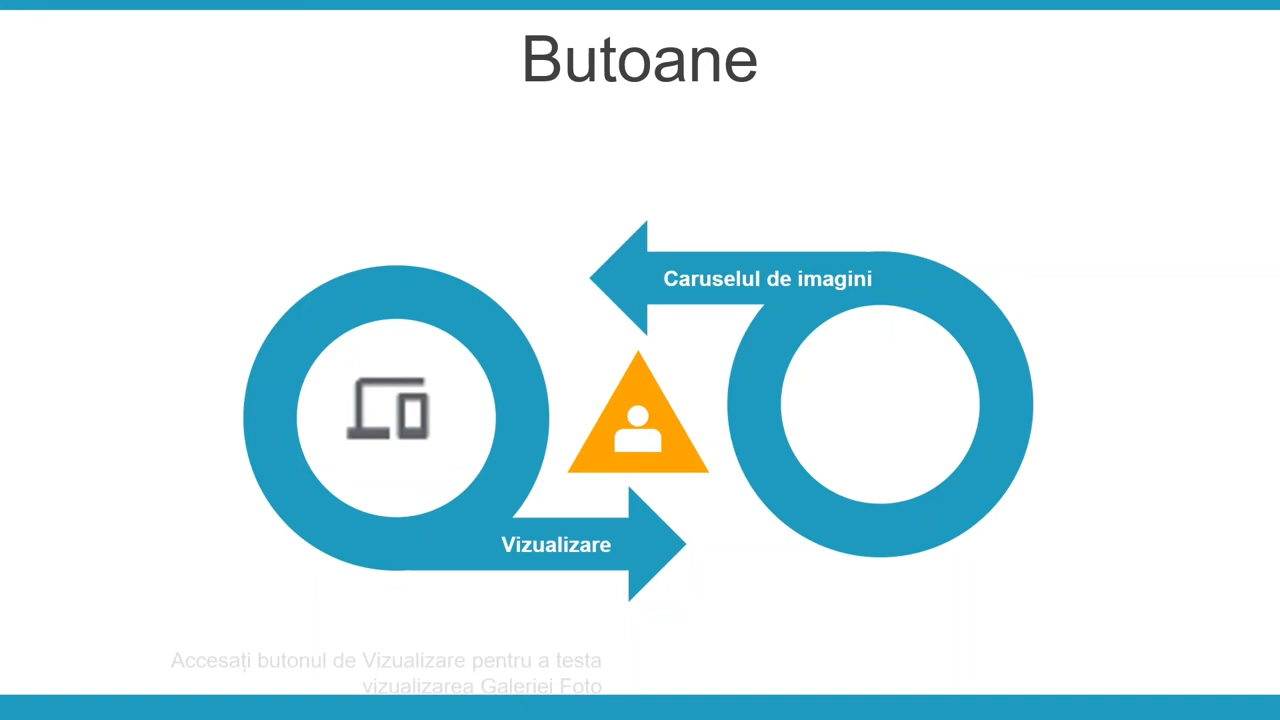 Butoane
Caruselul de imagini
Vizualizare
Accesați butonul de Vizualizare pentru a testa
vizualizarea Galeriei Foto